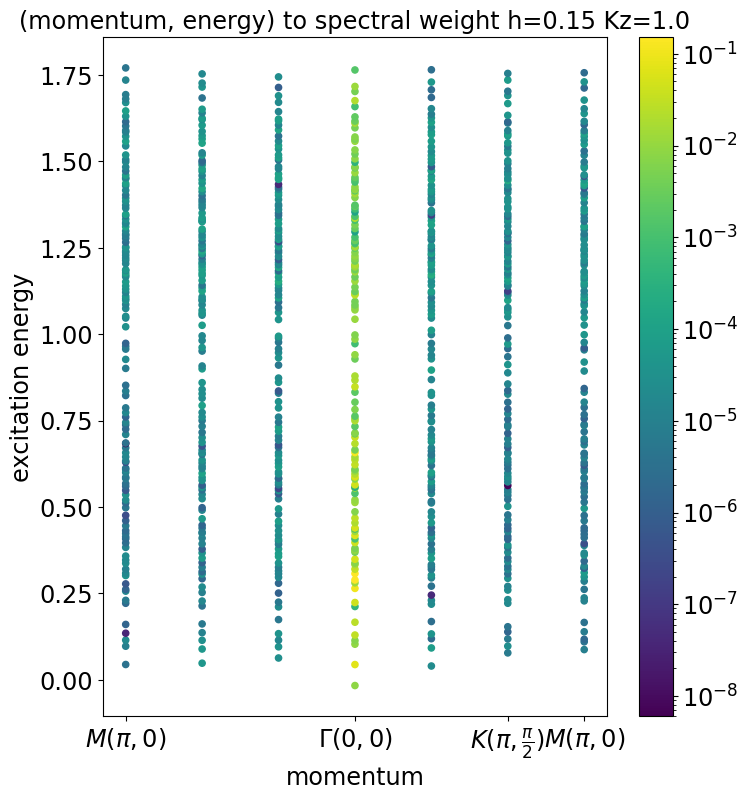 (momentum, energy) to spectral weight h=0.15 Kz=1.0
1.75
1.50
1.25
1.00
0.75
0.50
0.25
0.00
excitation energy
M(π, 0)
Γ(0, 0)
K(π, π/2)
M(π, 0)
momentum
10⁻¹
10⁻²
10⁻³
10⁻⁴
10⁻⁵
10⁻⁶
10⁻⁷
10⁻⁸